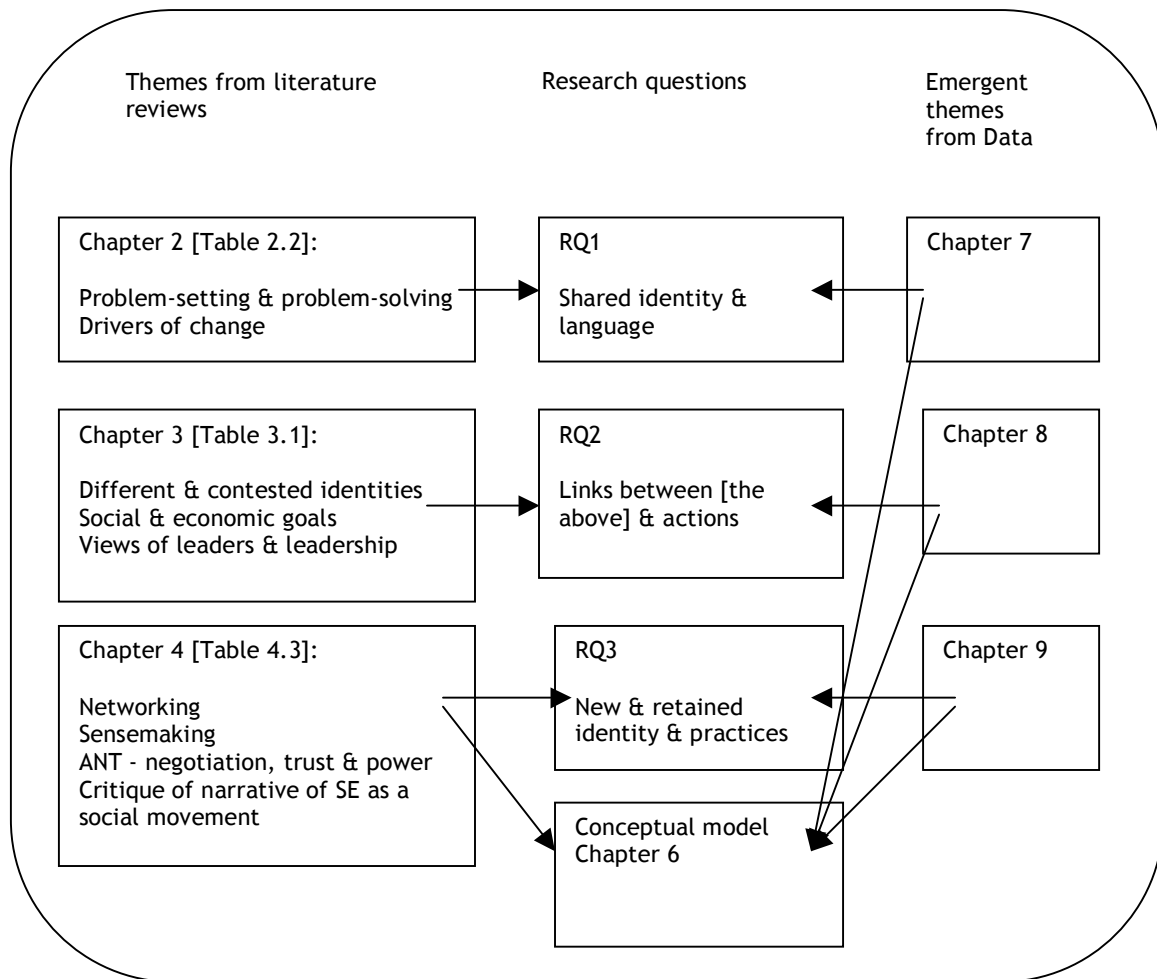 Themes from literature
reviews
Research questions
Emergent
themes
from Data
Chapter 2 [Table 2.2]:
Problem-setting & problem-solving
Drivers of change
RQ1
Shared identity &
language
Chapter 7
Chapter 3 [Table 3.1]:
Different & contested identities
Social & economic goals
Views of leaders & leadership
RQ2
Links between [the
above] & actions
Chapter 8
Chapter 4 [Table 4.3]:
Networking
Sensemaking
ANT - negotiation, trust & power
Critique of narrative of SE as a
social movement
RQ3
New & retained
identity & practices
Chapter 9
Conceptual model
Chapter 6